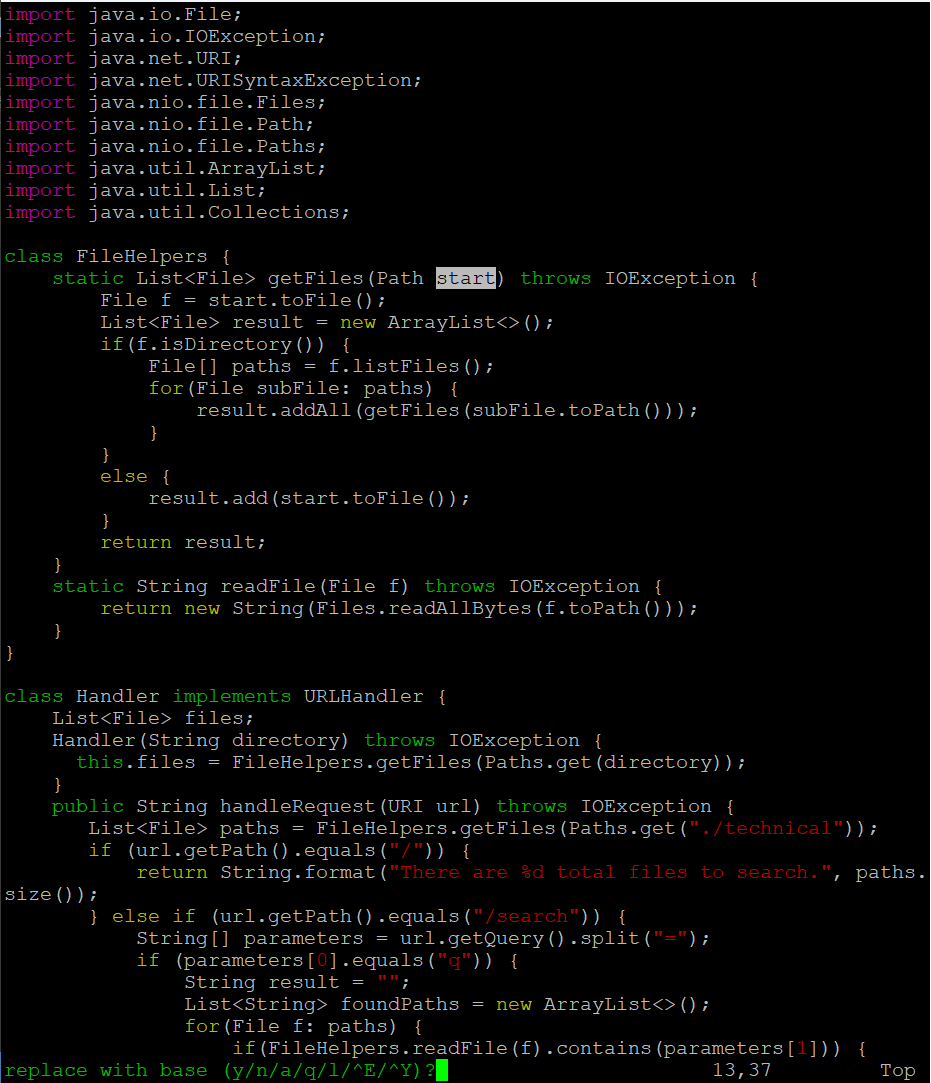 import java.io.File;
import java.io.IOException;
import java.net.URI;
import java.net.URISyntaxException;
import java.nio.file.Files;
import java.nio.file.Path;
import java.nio.file.Paths;
import java.util.ArrayList;
import java.util.List;
import java.util.Collections;

class FileHelpers {
    static List<File> getFiles(Path start) throws IOException {
        File f = start.toFile();
        List<File> result = new ArrayList<>();
        if(f.isDirectory()) {
            File[] paths = f.listFiles();
            for(File subFile: paths) {
                result.addAll(getFiles(subFile.toPath()));
            }
        }
        else {
            result.add(start.toFile());
        }
        return result;
    }
    static String readFile(File f) throws IOException {
        return new String(Files.readAllBytes(f.toPath()));
    }
}

class Handler implements URLHandler {
    List<File> files;
    Handler(String directory) throws IOException {
      this.files = FileHelpers.getFiles(Paths.get(directory));
    }
    public String handleRequest(URI url) throws IOException {
       List<File> paths = FileHelpers.getFiles(Paths.get("./technical"));
       if (url.getPath().equals("/")) {
           return String.format("There are %d total files to search.", paths.
size());
       } else if (url.getPath().equals("/search")) {
           String[] parameters = url.getQuery().split("=");
           if (parameters[0].equals("q")) {
               String result = "";
               List<String> foundPaths = new ArrayList<>();
               for(File f: paths) {
                   if(FileHelpers.readFile(f).contains(parameters[1])) {
replace with base (y/n/a/q/l/^E/^Y)? 13,37 Top